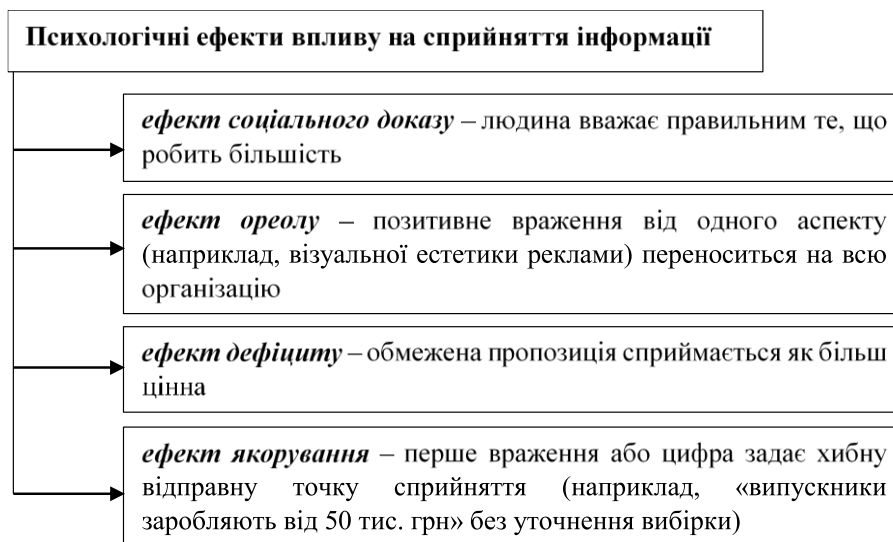 Психологічні ефекти впливу на сприйняття інформації
ефект соціального доказу – людина вважає правильним те, що
робить більшість
ефект ореолу – позитивне враження від одного аспекту
(наприклад, візуальної естетики реклами) переноситься на всю
організацію
ефект дефіциту – обмежена пропозиція сприймається як більш
цінна
ефект якорування – перше враження або цифра задає хибну
відправну точку сприйняття (наприклад, «випускники
заробляють від 50 тис. грн» без уточнення вибірки)